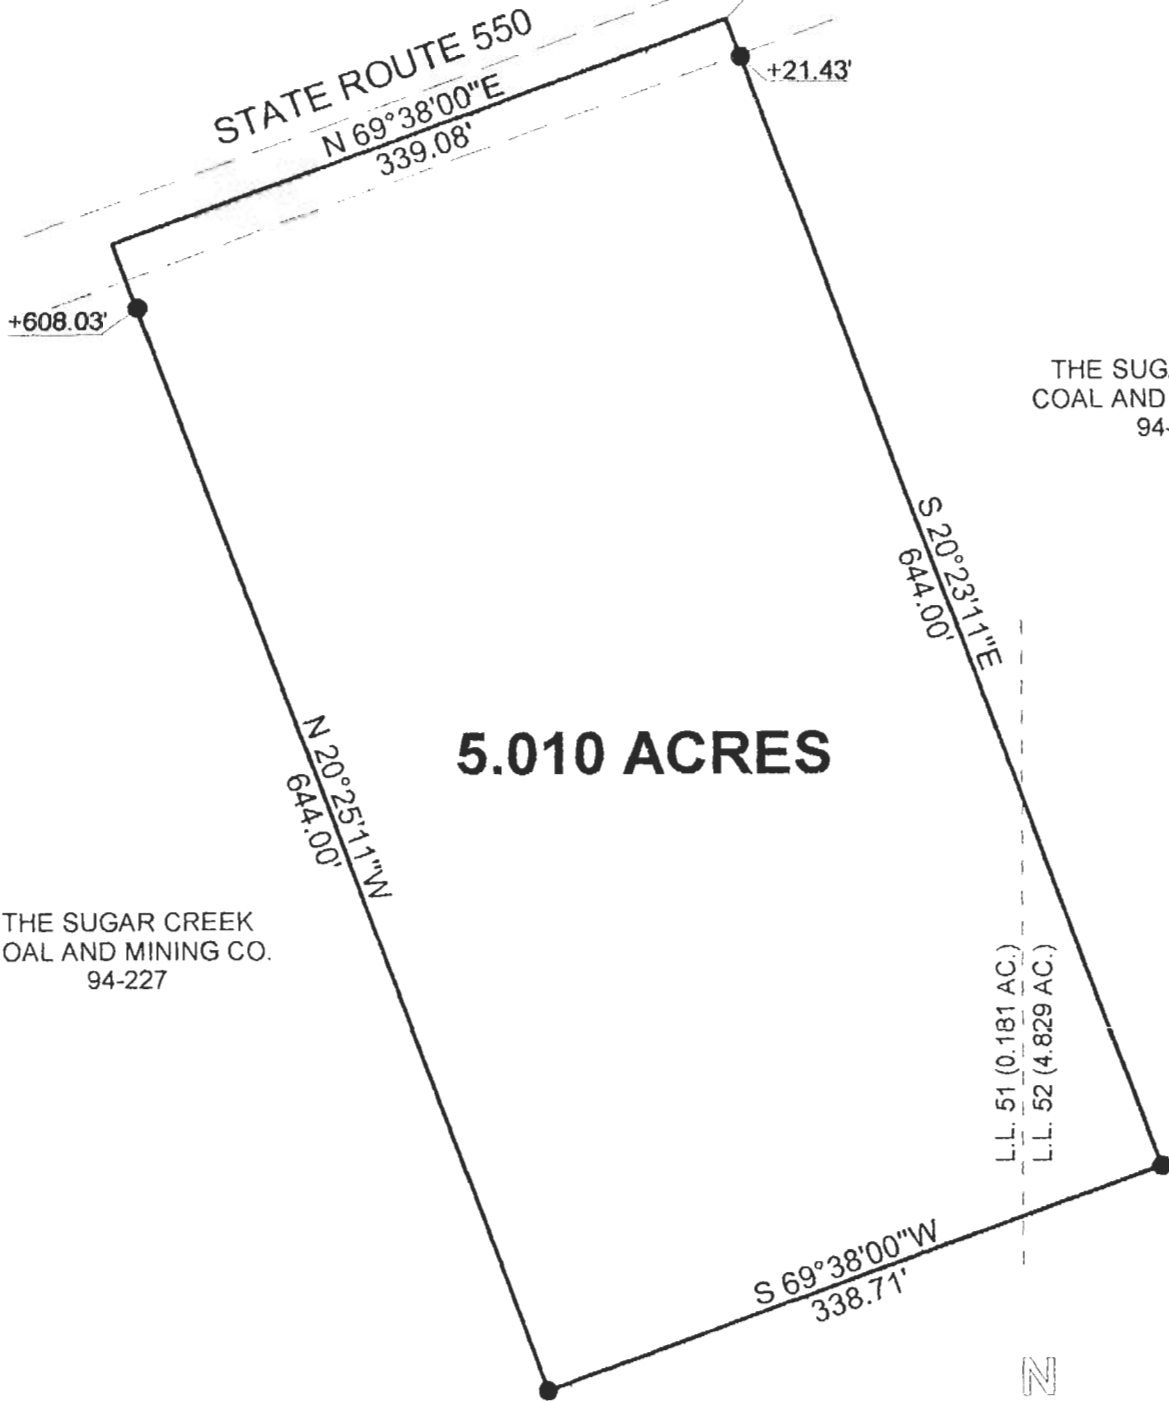 STATE ROUTE 550
N 69°38'00"E
339.08'
+21.43'
+608.03'
THE SUG
COAL AND
94-
S 20°23'11"E
644.00'
5.010 ACRES
N 20°25'11"W
644.00'
THE SUGAR CREEK
OAL AND MINING CO.
94-227
L.L. 51 (0.181 AC.)
L.L. 52 (4.829 AC.)
S 69°38'00"W
338.71'
N